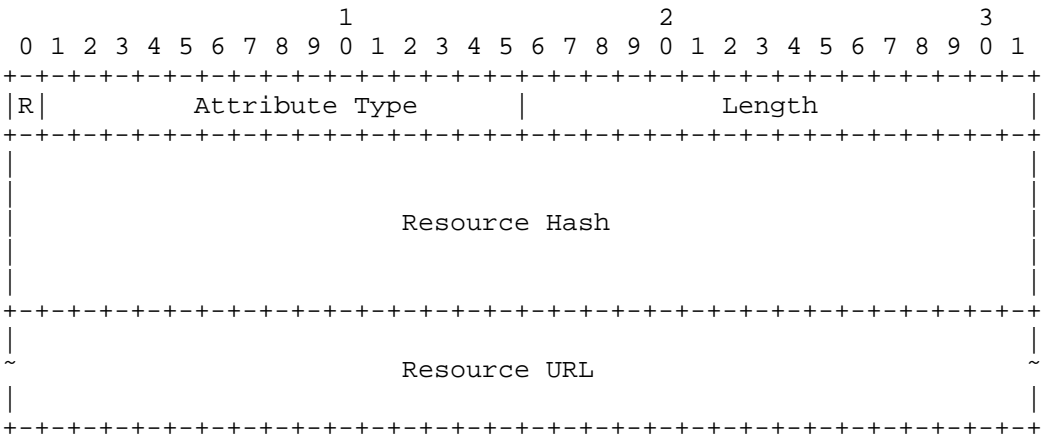 1                   2                   3
 0 1 2 3 4 5 6 7 8 9 0 1 2 3 4 5 6 7 8 9 0 1 2 3 4 5 6 7 8 9 0 1
+-+-+-+-+-+-+-+-+-+-+-+-+-+-+-+-+-+-+-+-+-+-+-+-+-+-+-+-+-+-+-+-+
|R|         Attribute Type      |            Length             |
+-+-+-+-+-+-+-+-+-+-+-+-+-+-+-+-+-+-+-+-+-+-+-+-+-+-+-+-+-+-+-+-+
|                                                               |
|                                                               |
|                        Resource Hash                          |
|                                                               |
|                                                               |
+-+-+-+-+-+-+-+-+-+-+-+-+-+-+-+-+-+-+-+-+-+-+-+-+-+-+-+-+-+-+-+-+
|                                                               |
~                        Resource URL                           ~
|                                                               |
+-+-+-+-+-+-+-+-+-+-+-+-+-+-+-+-+-+-+-+-+-+-+-+-+-+-+-+-+-+-+-+-+